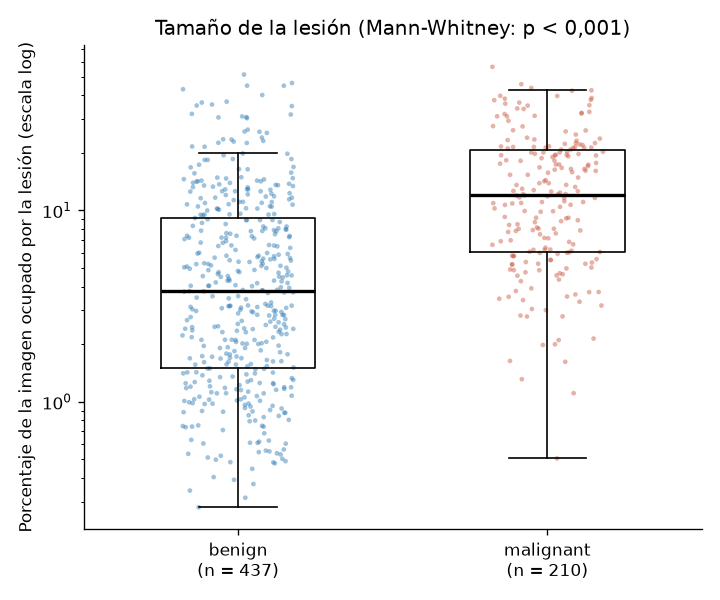 Tamaño de la lesión (Mann-Whitney: p < 0,001)
Porcentaje de la imagen ocupado por la lesión (escala log)
10¹
10⁰
benign
(n = 437)
malignant
(n = 210)